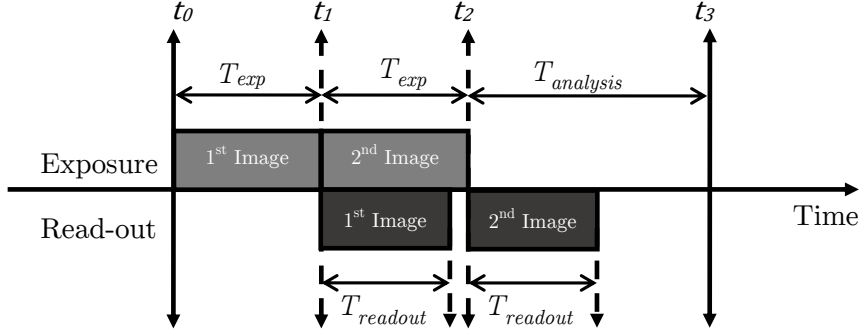 t0 t1 t2 t3
Texp Texp Tanalysis
Exposure 1st Image 2nd Image
Time
Read-out 1st Image 2nd Image
Treadout Treadout